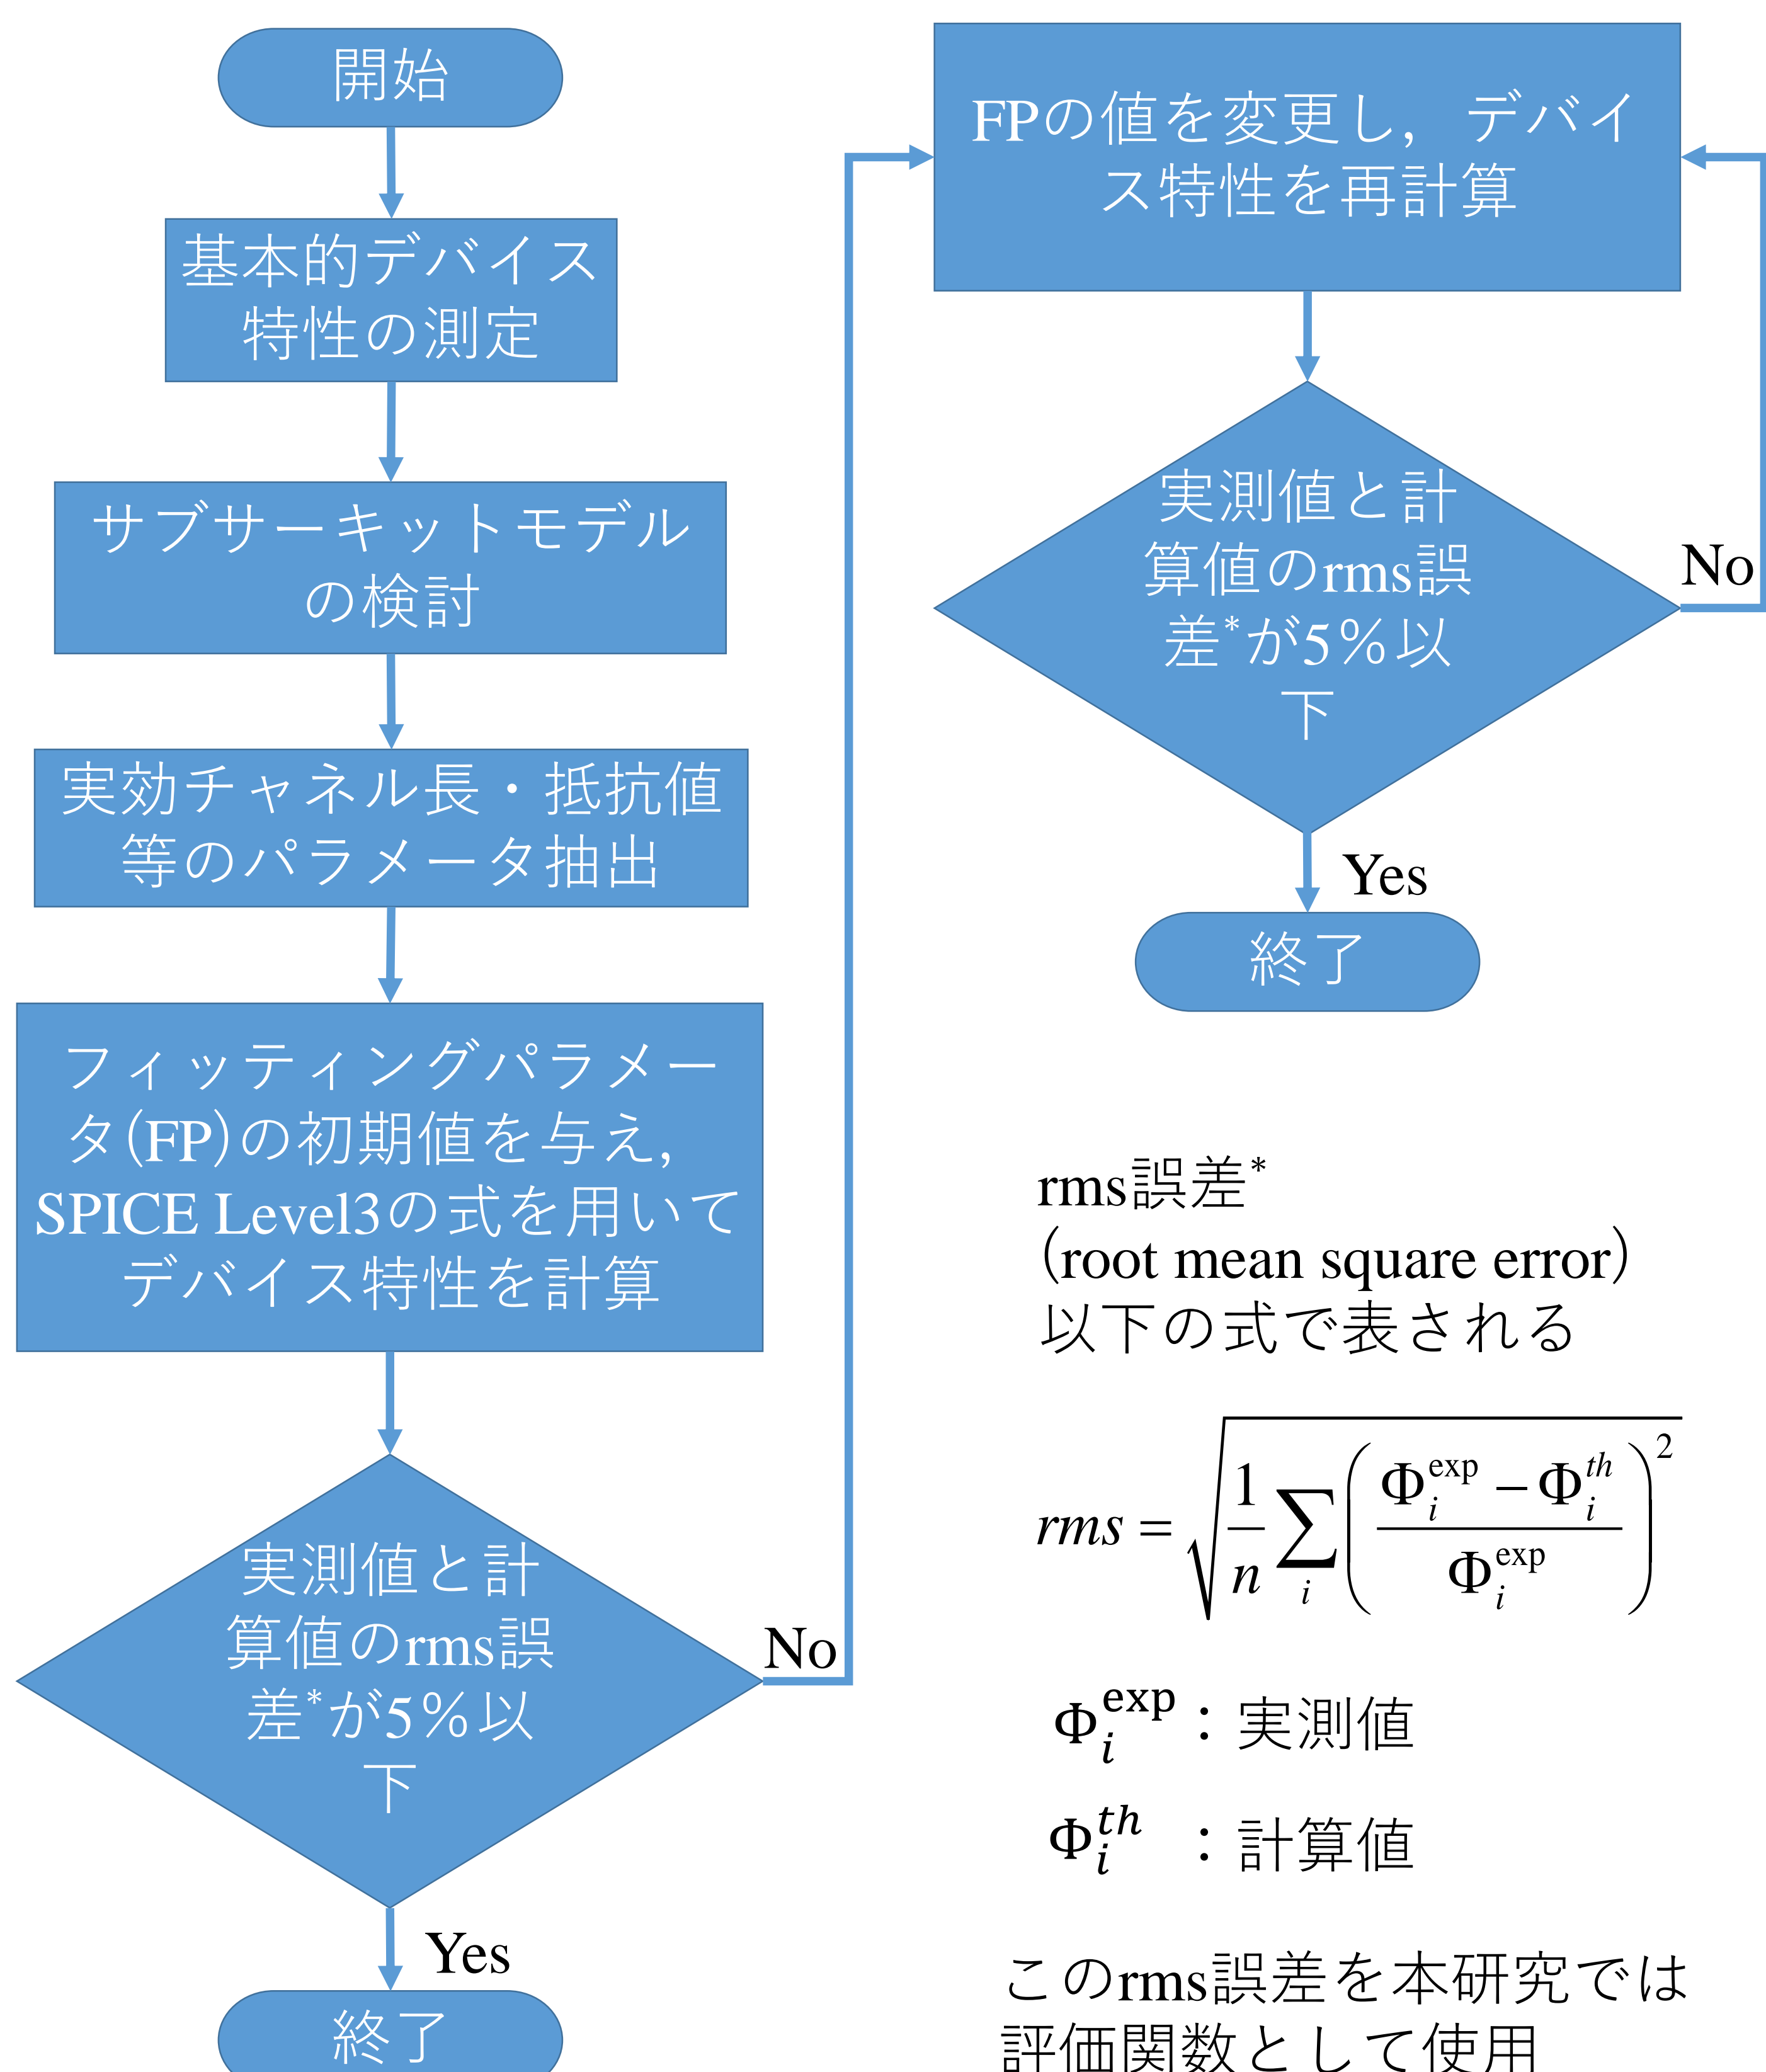 開始
基本的デバイス
特性の測定
サブサーキットモデル
の検討
実効チャネル長・抵抗値
等のパラメータ抽出
フィッティングパラメー
タ(FP)の初期値を与え，
SPICE Level3の式を用いて
デバイス特性を計算
実測値と計
算値のrms誤
差*が5％以
下
No
Yes
終了
FPの値を変更し， デバイ
ス特性を再計算
実測値と計
算値のrms誤
差*が5％以
下
No
Yes
終了
rms誤差*
（root mean square error）
以下の式で表される
rms = √(1/n ∑_i ((Φ_i^exp − Φ_i^th)/Φ_i^exp)^2)
Φ_i^exp：実測値
Φ_i^th ：計算値
このrms誤差を本研究では
評価関数として使用